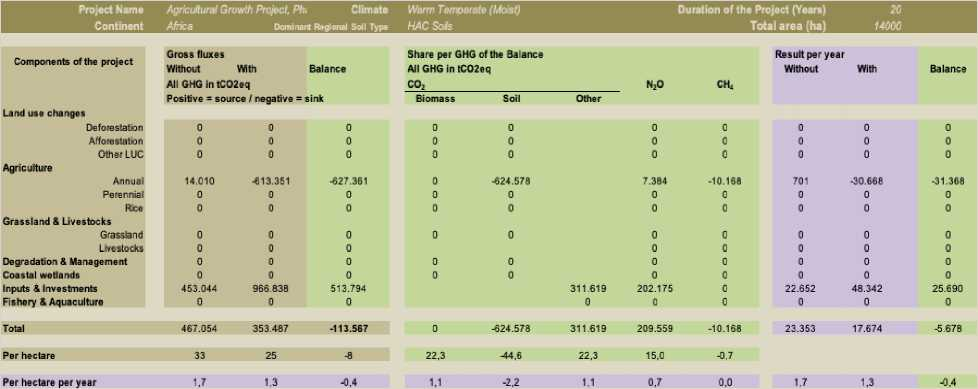 Project Name Agricultural Growth Project, Ph Climate Warm Temperate (Moist) Duration of the Project (Years) 20
Continent Africa Dominant Regional Soil Type HAC Soils Total area (ha) 14000
Components of the project
Gross fluxes Share per GHG of the Balance Result per year
Without With Balance All GHG in tCO2eq Without With Balance
All GHG in tCO2eq CO2 N2O CH4
Positive = source / negative = sink Biomass Soil Other
Land use changes
Deforestation 0 0 0 0 0 0 0 0 0 0
Afforestation 0 0 0 0 0 0 0 0 0 0
Other LUC 0 0 0 0 0 0 0 0 0 0
Agriculture
Annual 14.010 -613.351 -627.361 0 -624.578 7.384 -10.168 701 -30.668 -31.368
Perennial 0 0 0 0 0 0 0 0 0 0
Rice 0 0 0 0 0 0 0 0 0 0
Grassland & Livestocks
Grassland 0 0 0 0 0 0 0 0 0 0
Livestocks 0 0 0 0 0 0 0 0
Degradation & Management 0 0 0 0 0 0 0 0 0 0
Coastal wetlands 0 0 0 0 0 0 0 0 0 0
Inputs & Investments 453.044 966.838 513.794 311.619 202.175 0 22.652 48.342 25.690
Fishery & Aquaculture 0 0 0 0 0 0 0 0 0
Total 467.054 353.487 -113.567 0 -624.578 311.619 209.559 -10.168 23.353 17.674 -5.678
Per hectare 33 25 -8 22,3 -44,6 22,3 15,0 -0,7
Per hectare per year 1,7 1,3 -0,4 1,1 -2,2 1,1 0,7 0,0 1,7 1,3 -0,4